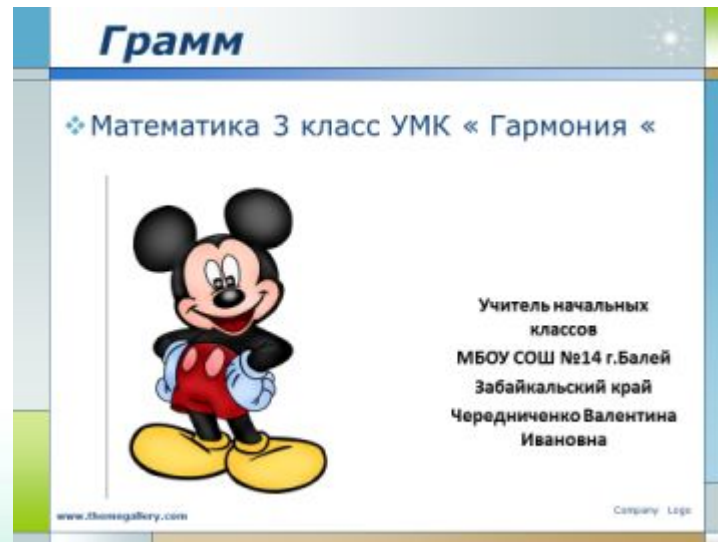 Грамм
Математика 3 класс УМК « Гармония «
Учитель начальных
классов
МБОУ СОШ №14 г.Балей
Забайкальский край
Чередниченко Валентина
Ивановна
www.themegallery.com
Company Logo